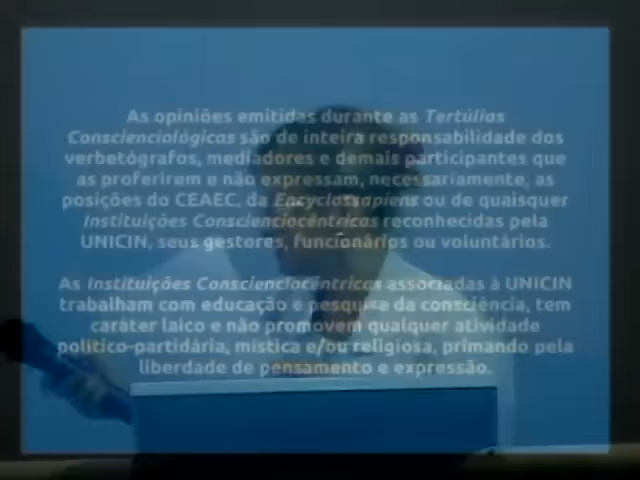 As opiniões emitidas durante as Tertúlias
Conscienciológicas são de inteira responsabilidade dos
verbetógrafos, mediadores e demais participantes que
as proferirem e não expressam, necessariamente, as
posições do CEAEC, da Encyclossapiens ou de quaisquer
Instituições Conscienciocêntricas reconhecidas pela
UNICIN, seus gestores, funcionários ou voluntários.
As Instituições Conscienciocêntricas associadas à UNICIN
trabalham com educação e pesquisa da consciência, tem
caráter laico e não promovem qualquer atividade
político-partidária, mística e/ou religiosa, primando pela
liberdade de pensamento e expressão.